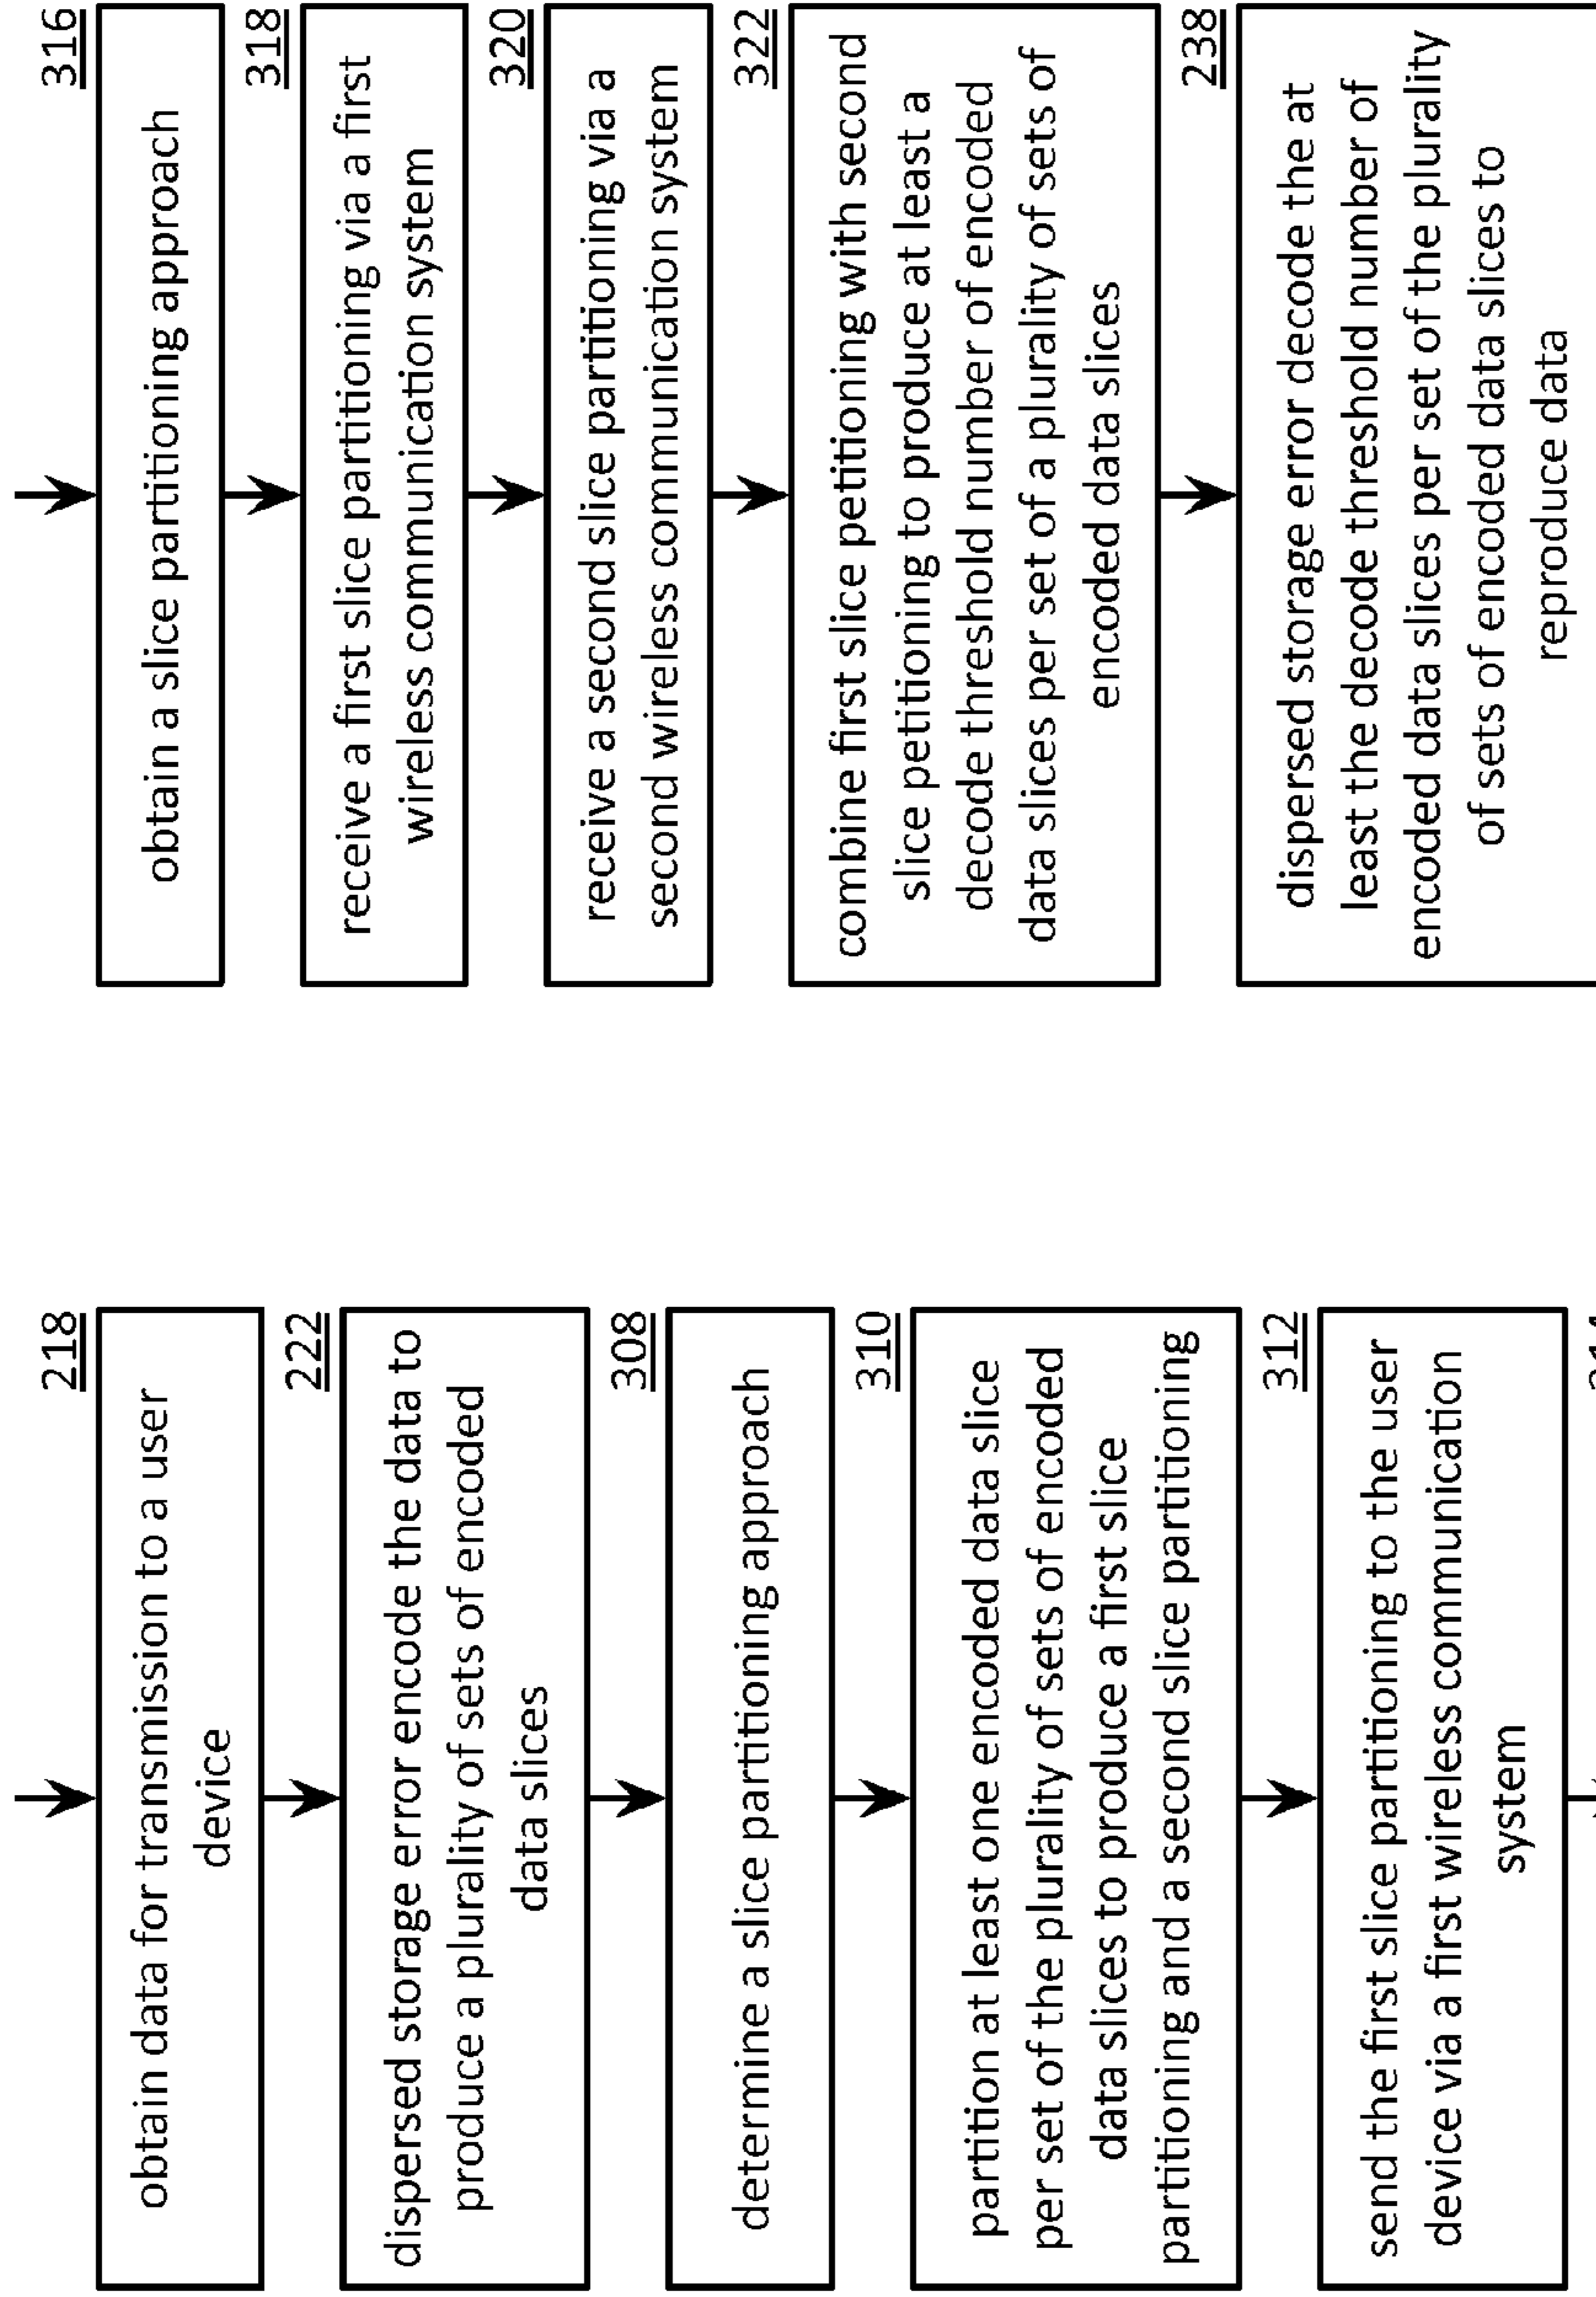 218
obtain data for transmission to a user
device
222
dispersed storage error encode the data to
produce a plurality of sets of encoded
data slices
308
determine a slice partitioning approach
310
partition at least one encoded data slice
per set of the plurality of sets of encoded
data slices to produce a first slice
partitioning and a second slice partitioning
312
send the first slice partitioning to the user
device via a first wireless communication
system
316
obtain a slice partitioning approach
318
receive a first slice partitioning via a first
wireless communication system
320
receive a second slice partitioning via a
second wireless communication system
322
combine first slice petitioning with second
slice petitioning to produce at least a
decode threshold number of encoded
data slices per set of a plurality of sets of
encoded data slices
238
dispersed storage error decode the at
least the decode threshold number of
encoded data slices per set of the plurality
of sets of encoded data slices to
reproduce data